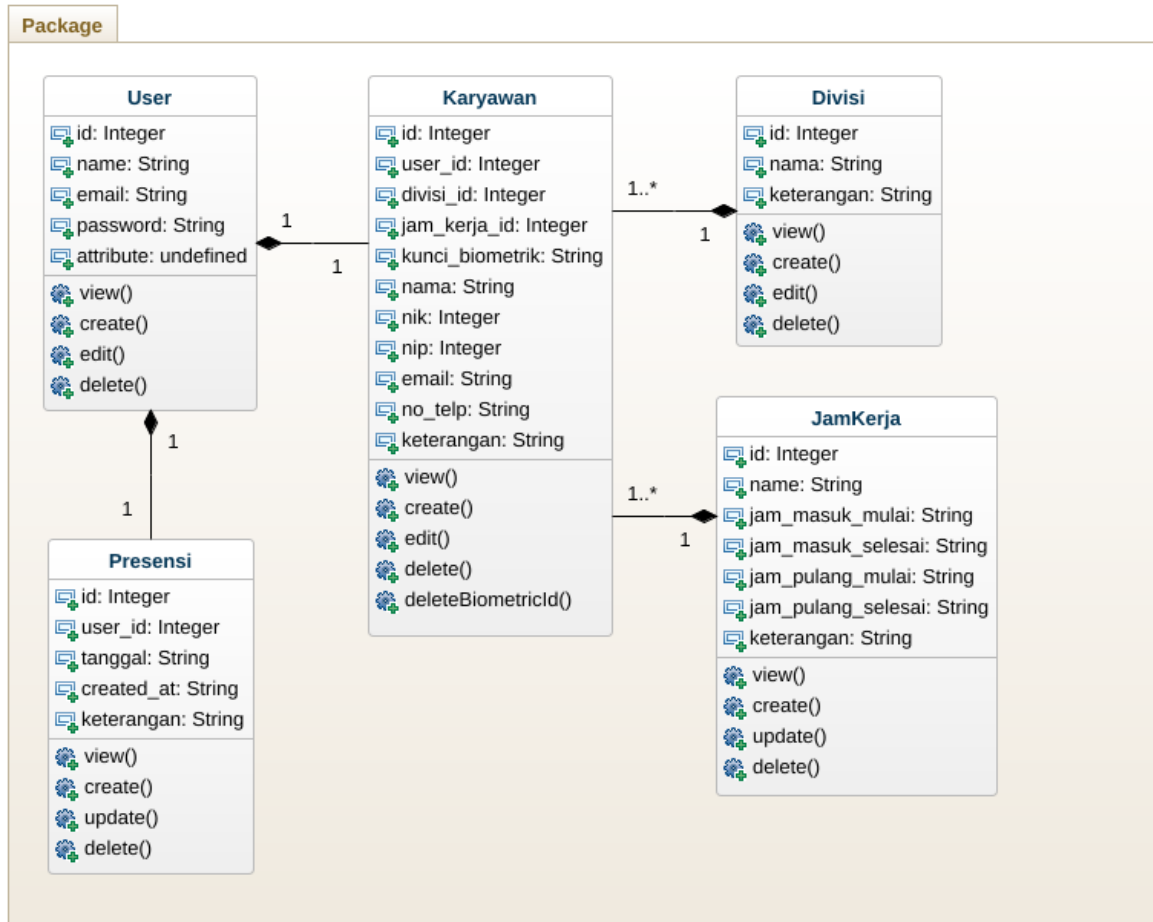 Package
User
id: Integer
name: String
email: String
password: String
attribute: undefined
view()
create()
edit()
delete()
1
1
Karyawan
id: Integer
user_id: Integer
divisi_id: Integer
jam_kerja_id: Integer
kunci_biometrik: String
nama: String
nik: Integer
nip: Integer
email: String
no_telp: String
keterangan: String
view()
create()
edit()
delete()
deleteBiometricId()
1..*
1
Divisi
id: Integer
nama: String
keterangan: String
view()
create()
edit()
delete()
1..*
1
JamKerja
id: Integer
name: String
jam_masuk_mulai: String
jam_masuk_selesai: String
jam_pulang_mulai: String
jam_pulang_selesai: String
keterangan: String
view()
create()
update()
delete()
1
1
Presensi
id: Integer
user_id: Integer
tanggal: String
created_at: String
keterangan: String
view()
create()
update()
delete()